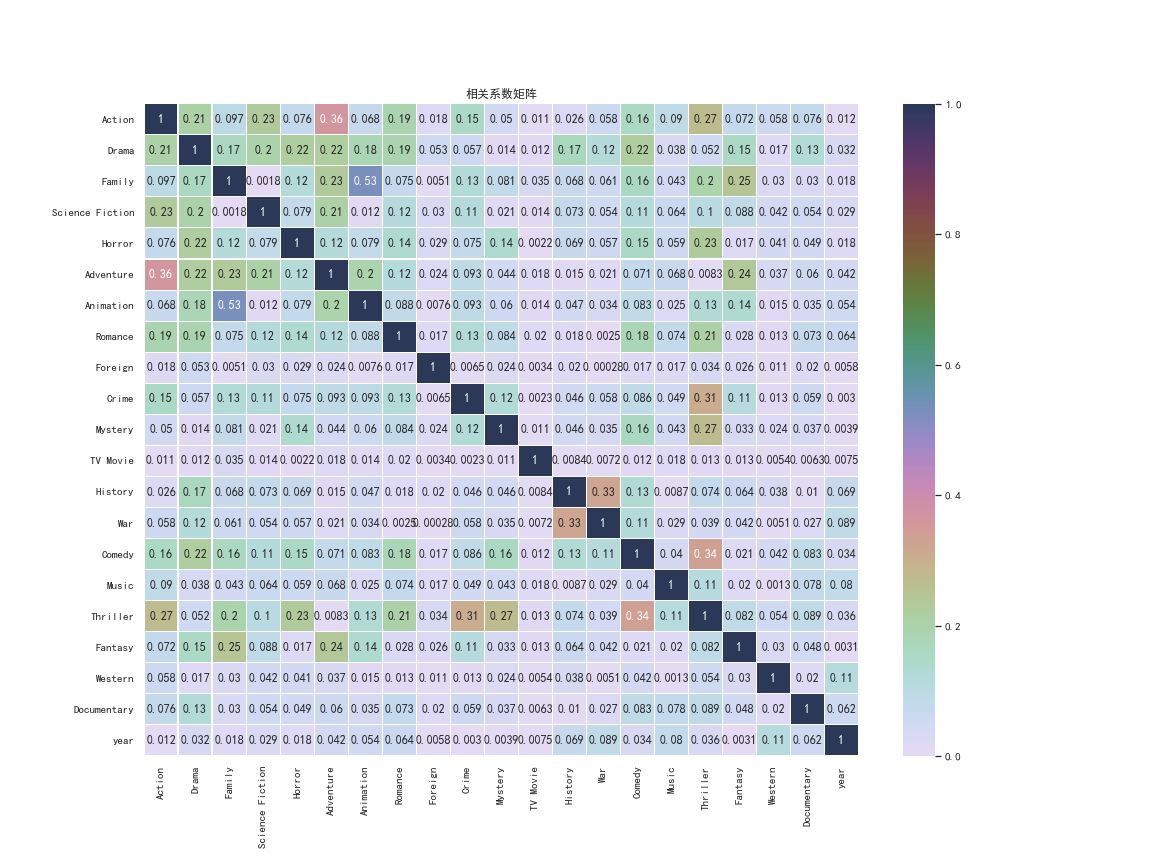 相关系数矩阵
Action 1 0.21 0.097 0.23 0.076 0.36 0.068 0.19 0.018 0.15 0.05 0.011 0.026 0.058 0.16 0.09 0.27 0.072 0.058 0.076 0.012
Drama 0.21 1 0.17 0.2 0.22 0.22 0.18 0.19 0.053 0.057 0.014 0.012 0.17 0.12 0.22 0.038 0.052 0.15 0.017 0.13 0.032
Family 0.097 0.17 1 0.0018 0.12 0.23 0.53 0.075 0.0051 0.13 0.081 0.035 0.068 0.061 0.16 0.043 0.2 0.25 0.03 0.03 0.018
Science Fiction 0.23 0.2 0.0018 1 0.079 0.21 0.012 0.12 0.03 0.11 0.021 0.014 0.073 0.054 0.11 0.064 0.1 0.088 0.042 0.054 0.029
Horror 0.076 0.22 0.12 0.079 1 0.12 0.079 0.14 0.029 0.075 0.14 0.0022 0.069 0.057 0.15 0.059 0.23 0.017 0.041 0.049 0.018
Adventure 0.36 0.22 0.23 0.21 0.12 1 0.2 0.12 0.024 0.093 0.044 0.018 0.015 0.021 0.071 0.068 0.0083 0.24 0.037 0.06 0.042
Animation 0.068 0.18 0.53 0.012 0.079 0.2 1 0.088 0.0076 0.093 0.06 0.014 0.047 0.034 0.083 0.025 0.13 0.14 0.015 0.035 0.054
Romance 0.19 0.19 0.075 0.12 0.14 0.12 0.088 1 0.017 0.13 0.084 0.02 0.018 0.0025 0.18 0.074 0.21 0.028 0.013 0.073 0.064
Foreign 0.018 0.053 0.0051 0.03 0.029 0.024 0.0076 0.017 1 0.0065 0.024 0.0034 0.02 0.00028 0.017 0.017 0.034 0.026 0.011 0.02 0.0058
Crime 0.15 0.057 0.13 0.11 0.075 0.093 0.093 0.13 0.0065 1 0.12 0.0023 0.046 0.058 0.086 0.049 0.31 0.11 0.013 0.059 0.003
Mystery 0.05 0.014 0.081 0.021 0.14 0.044 0.06 0.084 0.024 0.12 1 0.011 0.046 0.035 0.16 0.043 0.27 0.033 0.024 0.037 0.0039
TV Movie 0.011 0.012 0.035 0.014 0.0022 0.018 0.014 0.02 0.0034 0.0023 0.011 1 0.0084 0.0072 0.012 0.018 0.013 0.013 0.0054 0.0063 0.0075
History 0.026 0.17 0.068 0.073 0.069 0.015 0.047 0.018 0.02 0.046 0.046 0.0084 1 0.33 0.13 0.0087 0.074 0.064 0.038 0.01 0.069
War 0.058 0.12 0.061 0.054 0.057 0.021 0.034 0.0025 0.00028 0.058 0.035 0.0072 0.33 1 0.11 0.029 0.039 0.042 0.0051 0.027 0.089
Comedy 0.16 0.22 0.16 0.11 0.15 0.071 0.083 0.18 0.017 0.086 0.16 0.012 0.13 0.11 1 0.04 0.34 0.021 0.042 0.083 0.034
Music 0.09 0.038 0.043 0.064 0.059 0.068 0.025 0.074 0.017 0.049 0.043 0.018 0.0087 0.029 0.04 1 0.11 0.02 0.0013 0.078 0.08
Thriller 0.27 0.052 0.2 0.1 0.23 0.0083 0.13 0.21 0.034 0.31 0.27 0.013 0.074 0.039 0.34 0.11 1 0.082 0.054 0.089 0.036
Fantasy 0.072 0.15 0.25 0.088 0.017 0.24 0.14 0.028 0.026 0.11 0.033 0.013 0.064 0.042 0.021 0.02 0.082 1 0.03 0.048 0.0031
Western 0.058 0.017 0.03 0.042 0.041 0.037 0.015 0.013 0.011 0.013 0.024 0.0054 0.038 0.0051 0.042 0.0013 0.054 0.03 1 0.02 0.11
Documentary 0.076 0.13 0.03 0.054 0.049 0.06 0.035 0.073 0.02 0.059 0.037 0.0063 0.01 0.027 0.083 0.078 0.089 0.048 0.02 1 0.062
year 0.012 0.032 0.018 0.029 0.018 0.042 0.054 0.064 0.0058 0.003 0.0039 0.0075 0.069 0.089 0.034 0.08 0.036 0.0031 0.11 0.062 1
Action Drama Family Science Fiction Horror Adventure Animation Romance Foreign Crime Mystery TV Movie History War Comedy Music Thriller Fantasy Western Documentary year
1.0
0.8
0.6
0.4
0.2
0.0